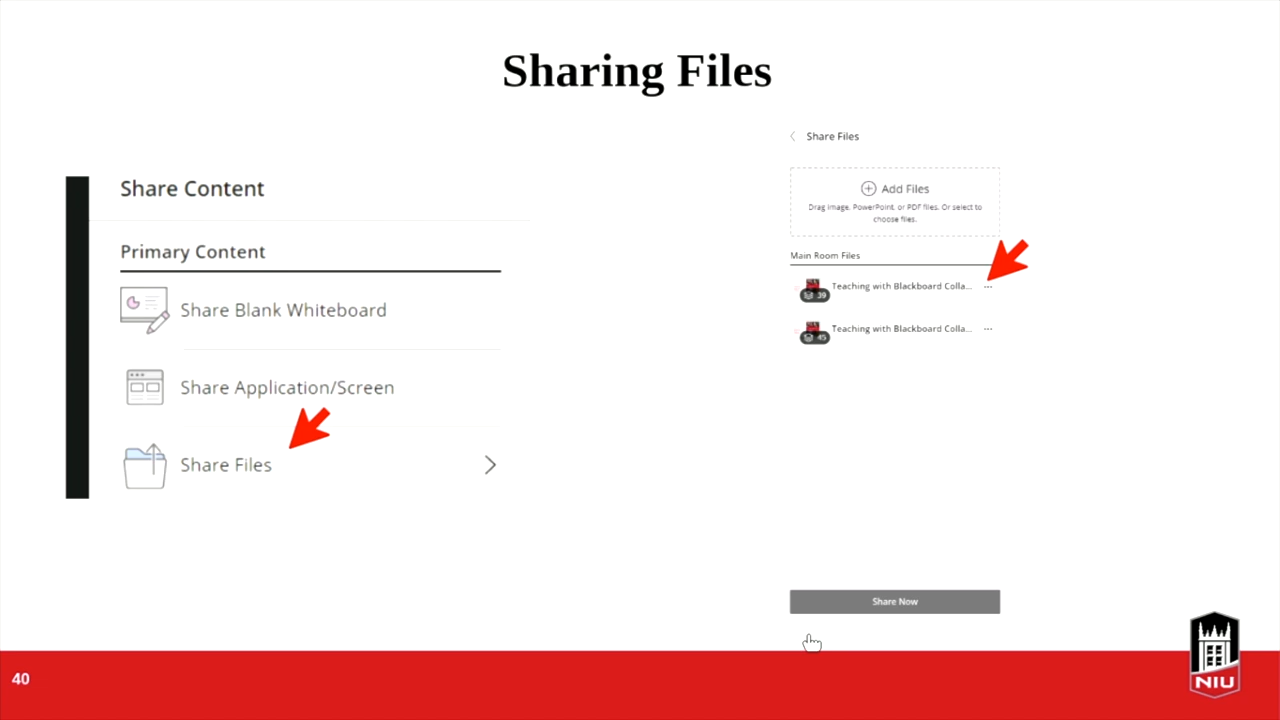 Sharing Files
Share Content
Primary Content
Share Blank Whiteboard
Share Application/Screen
Share Files
Share Files
Add Files
Drag image, PowerPoint, or PDF files. Or select to
choose files.
Main Room Files
Teaching with Blackboard Colla...
39
Teaching with Blackboard Colla...
45
Share Now
40
NIU